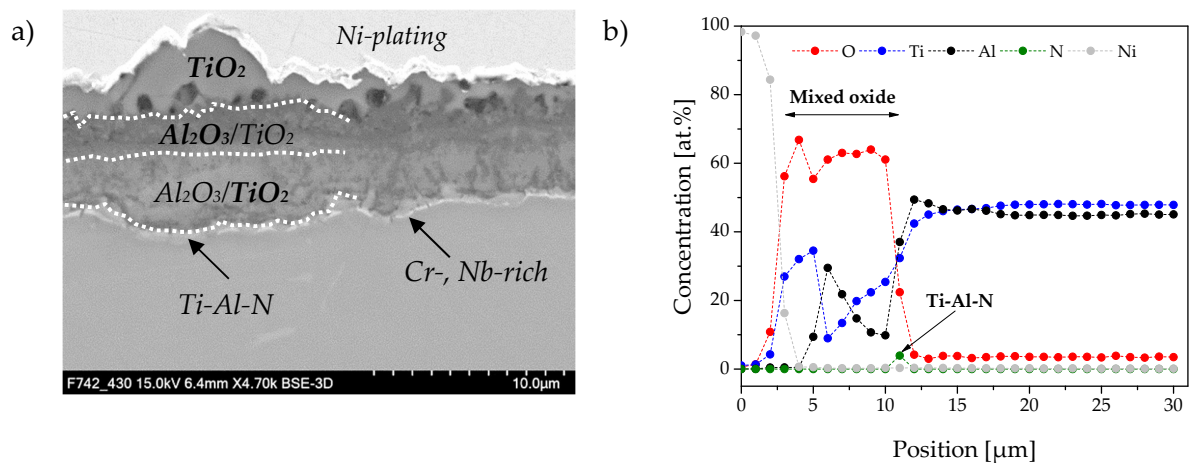 a)
Ni-plating
TiO₂
Al₂O₃/TiO₂
Al₂O₃/TiO₂
Cr-, Nb-rich
Ti-Al-N
F742_430 15.0kV 6.4mm X4.70k BSE-3D 10.0µm
b)
100
80
60
40
20
0
Concentration [at.%]
O Ti Al N Ni
Mixed oxide
Ti-Al-N
0 5 10 15 20 25 30
Position [µm]